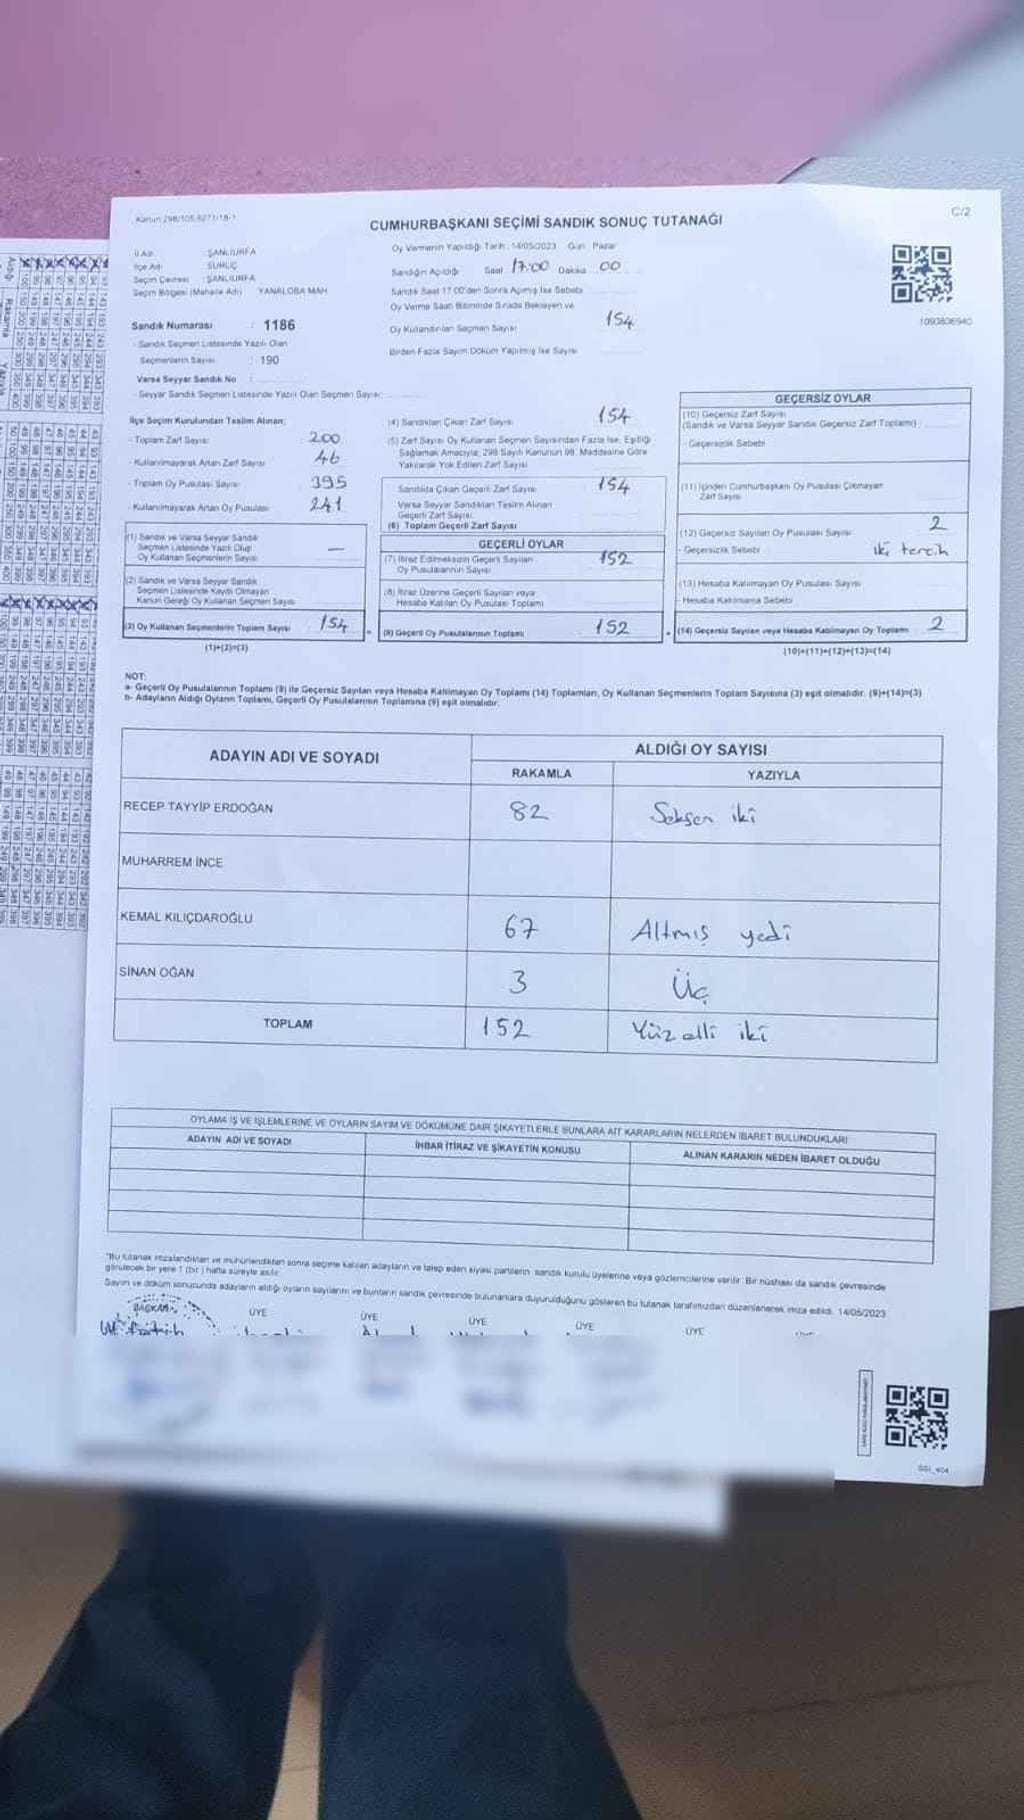 Kanun 298/105-6271/18-1
C/2
CUMHURBAŞKANI SEÇİMİ SANDIK SONUÇ TUTANAĞI
İl Adı : ŞANLIURFA
İlçe Adı : SURUÇ
Seçim Çevresi : ŞANLIURFA
Seçim Bölgesi (Mahalle Adı) YANALOBA MAH
Sandık Numarası : 1186
- Sandık Seçmen Listesinde Yazılı Olan
Seçmenlerin Sayısı : 190
Varsa Seyyar Sandık No :
- Seyyar Sandık Seçmen Listesinde Yazılı Olan Seçmen Sayısı:
Oy Vermenin Yapıldığı Tarih : 14/05/2023 Gün: Pazar
Sandığın Açıldığı Saat 17:00 Dakika 00
Sandık Saat 17.00'den Sonra Açılmış İse Sebebi
Oy Verme Saati Bitiminde Sırada Bekleyen ve
Oy Kullandırılan Seçmen Sayısı 154
Birden Fazla Sayım Döküm Yapılmış İse Sayısı
1093836940
İlçe Seçim Kurulundan Teslim Alınan:
- Toplam Zarf Sayısı : 200
- Kullanılmayarak Artan Zarf Sayısı : 46
- Toplam Oy Pusulası Sayısı : 395
- Kullanılmayarak Artan Oy Pusulası : 241
(1) Sandık ve Varsa Seyyar Sandık
Seçmen Listesinde Yazılı Olup
Oy Kullanan Seçmenlerin Sayısı —
(2) Sandık ve Varsa Seyyar Sandık
Seçmen Listesinde Kaydı Olmayan
Kanun Gereği Oy Kullanan Seçmen Sayısı
(3) Oy Kullanan Seçmenlerin Toplam Sayısı 154
(1)+(2)=(3)
(4) Sandıktan Çıkan Zarf Sayısı 154
(5) Zarf Sayısı Oy Kullanan Seçmen Sayısından Fazla İse, Eşitliği
Sağlamak Amacıyla, 298 Sayılı Kanunun 98. Maddesine Göre
Yakılarak Yok Edilen Zarf Sayısı
Sandıkta Çıkan Geçerli Zarf Sayısı 154
Varsa Seyyar Sandıktan Teslim Alınan
Geçerli Zarf Sayısı
(6) Toplam Geçerli Zarf Sayısı
GEÇERLİ OYLAR
(7) İtiraz Edilmeksizin Geçerli Sayılan
Oy Pusulalarının Sayısı 152
(8) İtiraz Üzerine Geçerli Sayılan veya
Hesaba Katılan Oy Pusulası Toplamı
(9) Geçerli Oy Pusulalarının Toplamı 152
GEÇERSİZ OYLAR
(10) Geçersiz Zarf Sayısı
(Sandık ve Varsa Seyyar Sandık Geçersiz Zarf Toplamı)
- Geçersizlik Sebebi
(11) İçinden Cumhurbaşkanı Oy Pusulası Çıkmayan
Zarf Sayısı
(12) Geçersiz Sayılan Oy Pusulası Sayısı 2
- Geçersizlik Sebebi iki tercih
(13) Hesaba Katılmayan Oy Pusulası Sayısı
- Hesaba Katılmama Sebebi
(14) Geçersiz Sayılan veya Hesaba Katılmayan Oy Toplamı 2
(10)+(11)+(12)+(13)=(14)
NOT:
a- Geçerli Oy Pusulalarının Toplamı (9) ile Geçersiz Sayılan veya Hesaba Katılmayan Oy Toplamı (14) Toplamları, Oy Kullanan Seçmenlerin Toplam Sayısına (3) eşit olmalıdır. (9)+(14)=(3)
b- Adayların Aldığı Oyların Toplamı, Geçerli Oy Pusulalarının Toplamına (9) eşit olmalıdır.
ADAYIN ADI VE SOYADI
ALDIĞI OY SAYISI
RAKAMLA YAZIYLA
RECEP TAYYİP ERDOĞAN 82 Seksen iki
MUHARREM İNCE
KEMAL KILIÇDAROĞLU 67 Altmış yedi
SİNAN OĞAN 3 Üç
TOPLAM 152 Yüz elli iki
OYLAMA İŞ VE İŞLEMLERİNE VE OYLARIN SAYIM VE DÖKÜMÜNE DAİR ŞİKAYETLERLE BUNLARA AİT KARARLARIN NELERDEN İBARET BULUNDUKLARI
ADAYIN ADI VE SOYADI İHBAR İTİRAZ VE ŞİKAYETİN KONUSU ALINAN KARARIN NEDEN İBARET OLDUĞU
"Bu tutanak imzalandıktan ve mühürlendikten sonra seçime katılan adayların ve talep eden siyasi partilerin sandık kurulu üyelerine veya gözlemcilerine verilir. Bir nüshası da sandık çevresinde
görülecek bir yere 1 (bir) hafta süreyle asılır.
Sayım ve döküm sonucunda adayların aldığı oyların sayılarını ve bunların sandık çevresinde bulunanlara duyurulduğunu gösteren bu tutanak tarafımızdan düzenlenerek imza edildi. 14/05/2023
BAŞKAN ÜYE ÜYE ÜYE ÜYE ÜYE
SSI_404